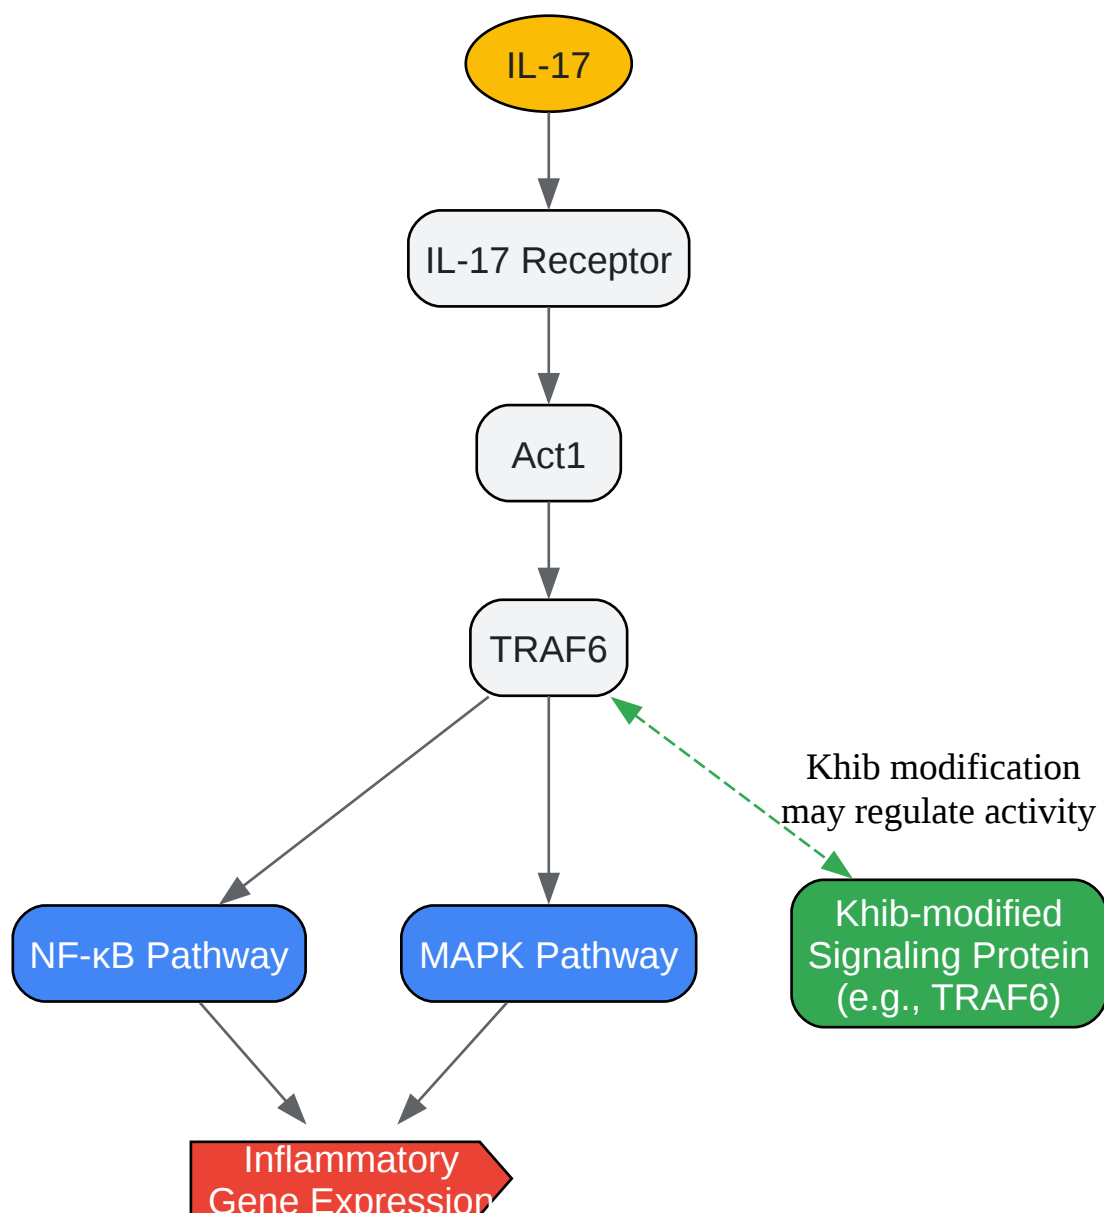 IL-17
IL-17 Receptor
Act1
TRAF6
Khib modification
may regulate activity
NF-κB Pathway
MAPK Pathway
Khib-modified
Signaling Protein
(e.g., TRAF6)
Inflammatory
Gene Expression